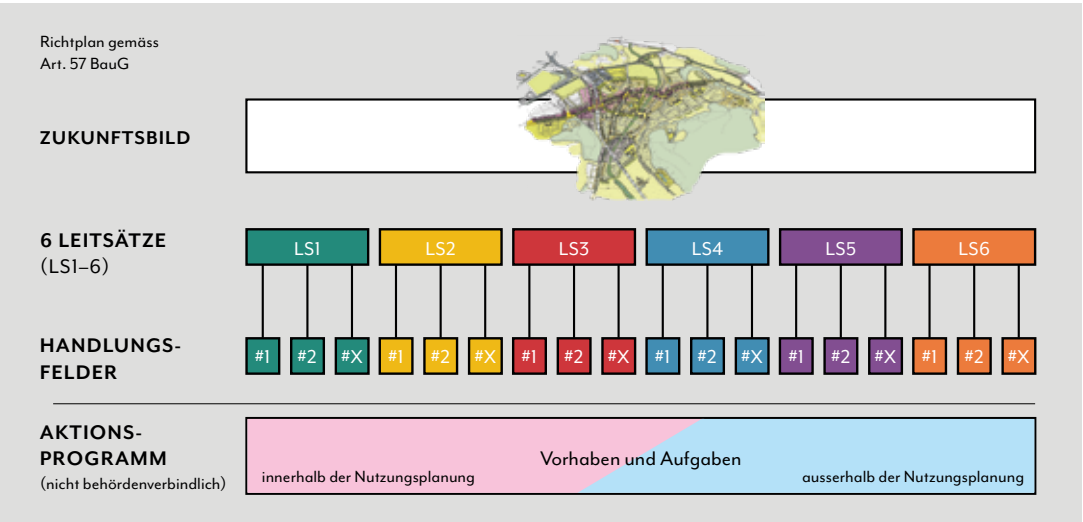 Richtplan gemäss
Art. 57 BauG
ZUKUNFTSBILD
6 LEITSÄTZE
(LS1–6)
LS1 LS2 LS3 LS4 LS5 LS6
HANDLUNGS-
FELDER
#1 #2 #X #1 #2 #X #1 #2 #X #1 #2 #X #1 #2 #X #1 #2 #X
AKTIONS-
PROGRAMM
(nicht behördenverbindlich)
Vorhaben und Aufgaben
innerhalb der Nutzungsplanung
ausserhalb der Nutzungsplanung